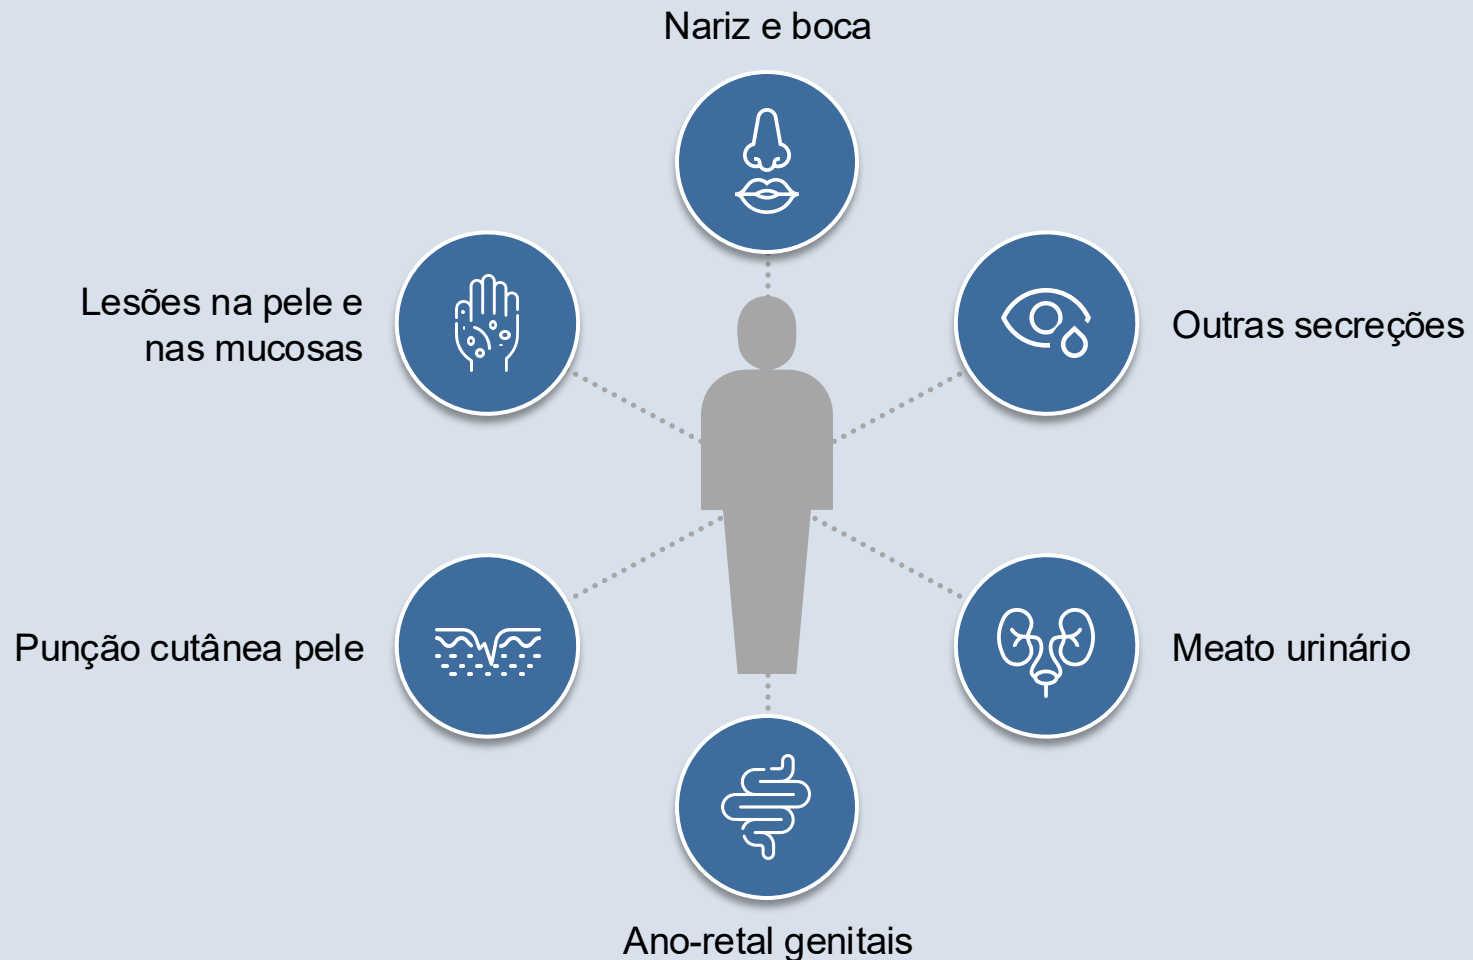 Nariz e boca
Lesões na pele e
nas mucosas
Outras secreções
Punção cutânea pele
Meato urinário
Ano-retal genitais